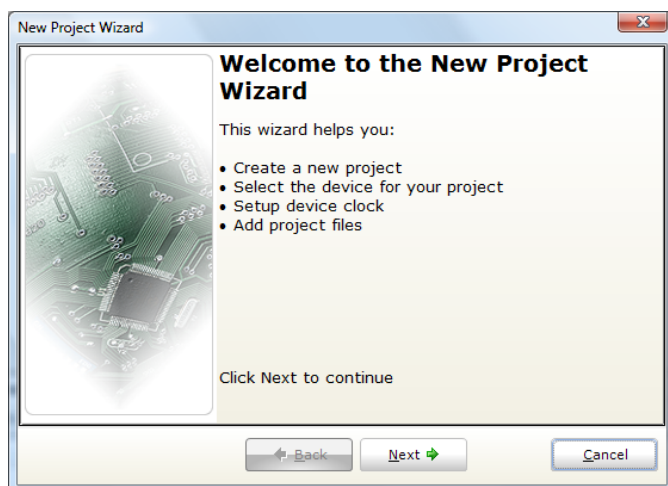 New Project Wizard
Welcome to the New Project
Wizard
This wizard helps you:
• Create a new project
• Select the device for your project
• Setup device clock
• Add project files
Click Next to continue
Back
Next
Cancel